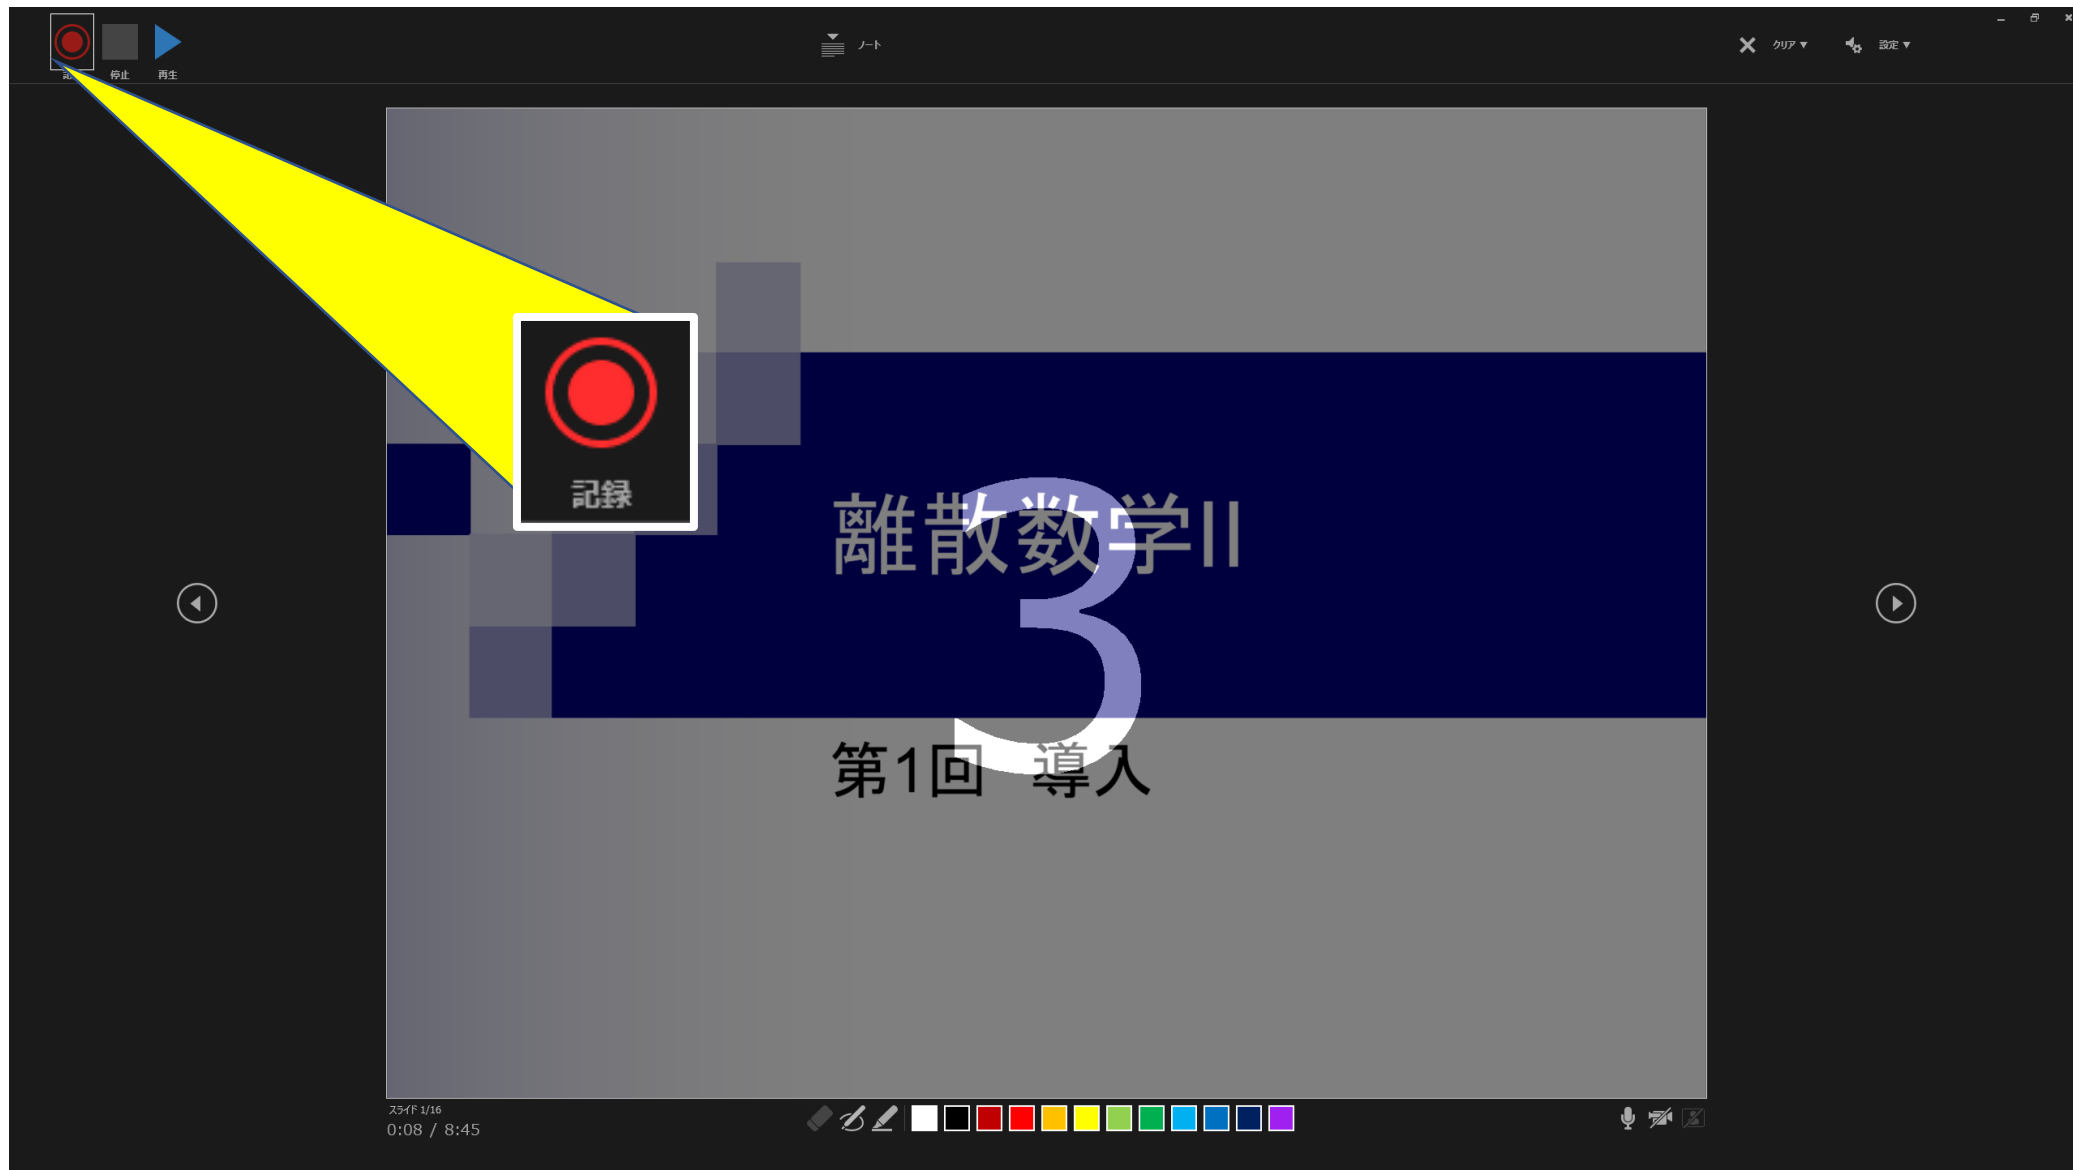 停止
再生
ノート
クリア
設定
記録
離散数学II
3
第1回 導入
スライド 1/16
0:08 / 8:45